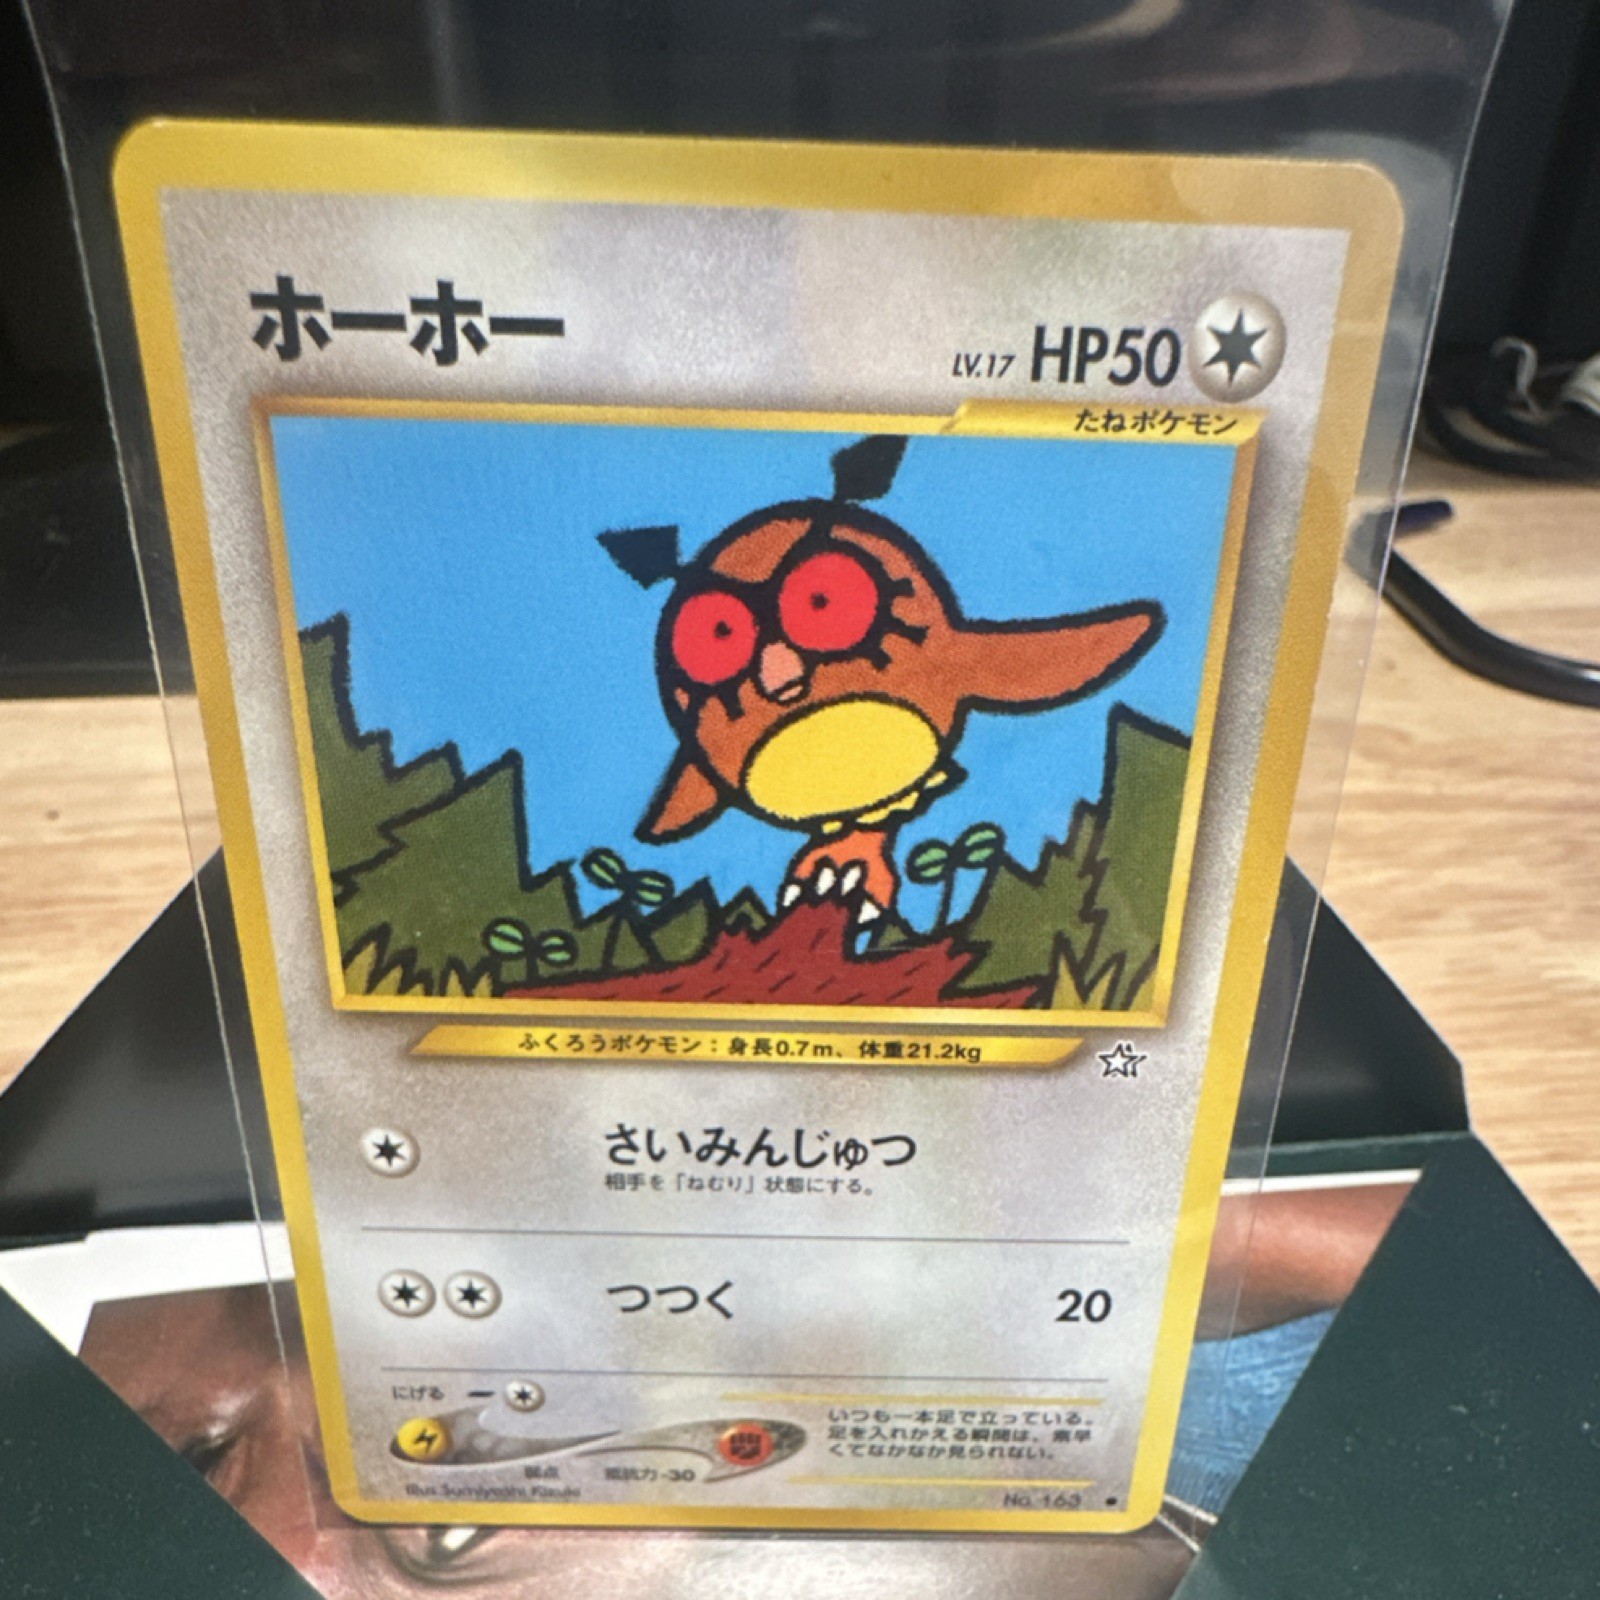 ホーホー
LV.17 HP50
たねポケモン
ふくろうポケモン：身長0.7m、体重21.2kg
さいみんじゅつ
相手を「ねむり」状態にする。
つつく 20
にげる
弱点 抵抗力 -30
いつも一本足で立っている。
足を入れかえる瞬間は、素早
くてなかなか見られない。
Illus. Sumiyoshi Kizuki
No. 163